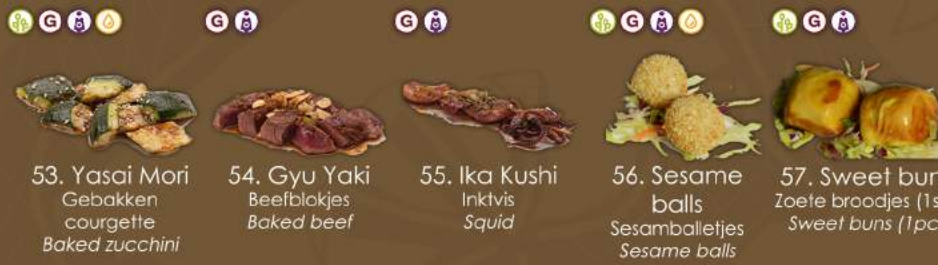 G
G
G
G
G
53. Yasai Mori
Gebakken
courgette
Baked zucchini
54. Gyu Yaki
Beefblokjes
Baked beef
55. Ika Kushi
Inktvis
Squid
56. Sesame
balls
Sesamballetjes
Sesame balls
57. Sweet bun
Zoete broodjes (1s
Sweet buns (1pc